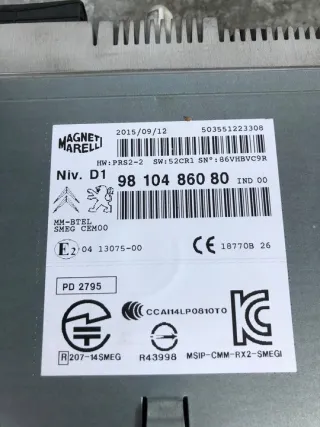 MAGNETI
MARELLI
2015/09/12 503551223308
HW:PRS2-2 SW:52CR1 SN°:86VHBVC9R
Niv. D1 98 104 860 80 IND 00
MM-BTEL
SMEG CEM00
E2 04 13075-00 CE 18770B 26
PD 2795
CCAI14LP0810T0
R 207-14SMEG R43998 MSIP-CMM-RX2-SMEGI